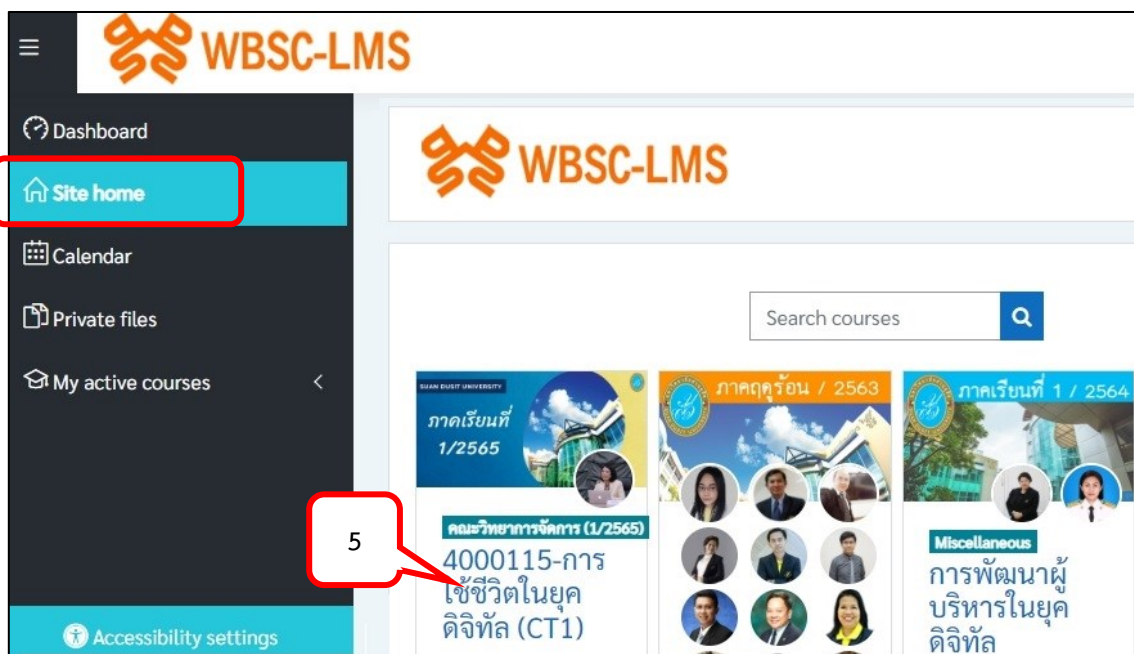 WBSC-LMS
Dashboard
Site home
Calendar
Private files
My active courses
Accessibility settings
WBSC-LMS
Search courses
SUAN DUSIT UNIVERSITY
ภาคเรียนที่
1/2565
คณะวิทยาการจัดการ (1/2565)
4000115-การ
ใช้ชีวิตในยุค
ดิจิทัล (CT1)
5
ภาคฤดูร้อน / 2563
ภาคเรียนที่ 1 / 2564
Miscellaneous
การพัฒนาผู้
บริหารในยุค
ดิจิทัล